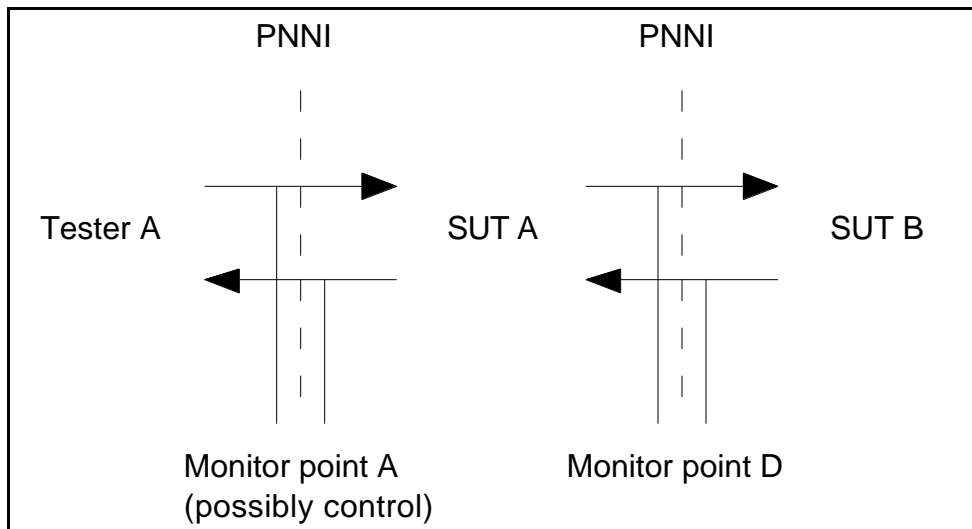 PNNI
PNNI
Tester A
SUT A
SUT B
Monitor point A
(possibly control)
Monitor point D